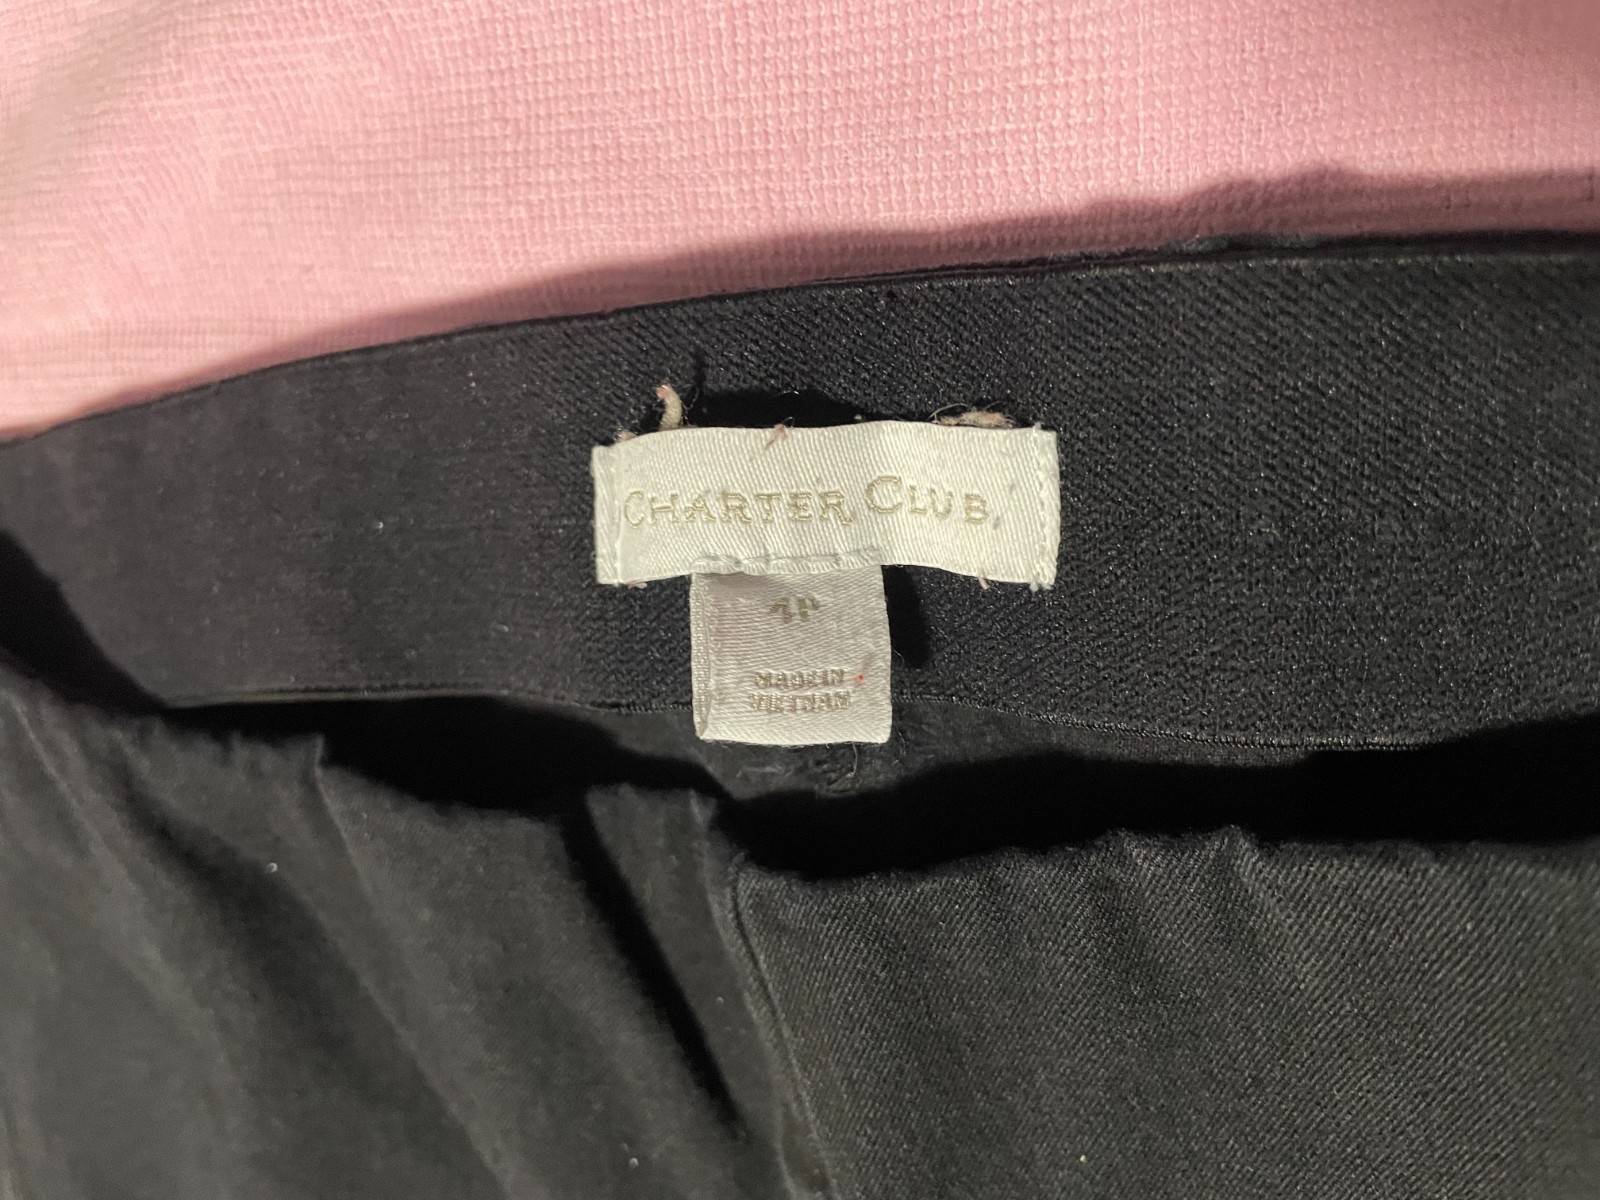 CHARTER CLUB.
4P
MADE IN
VIETNAM